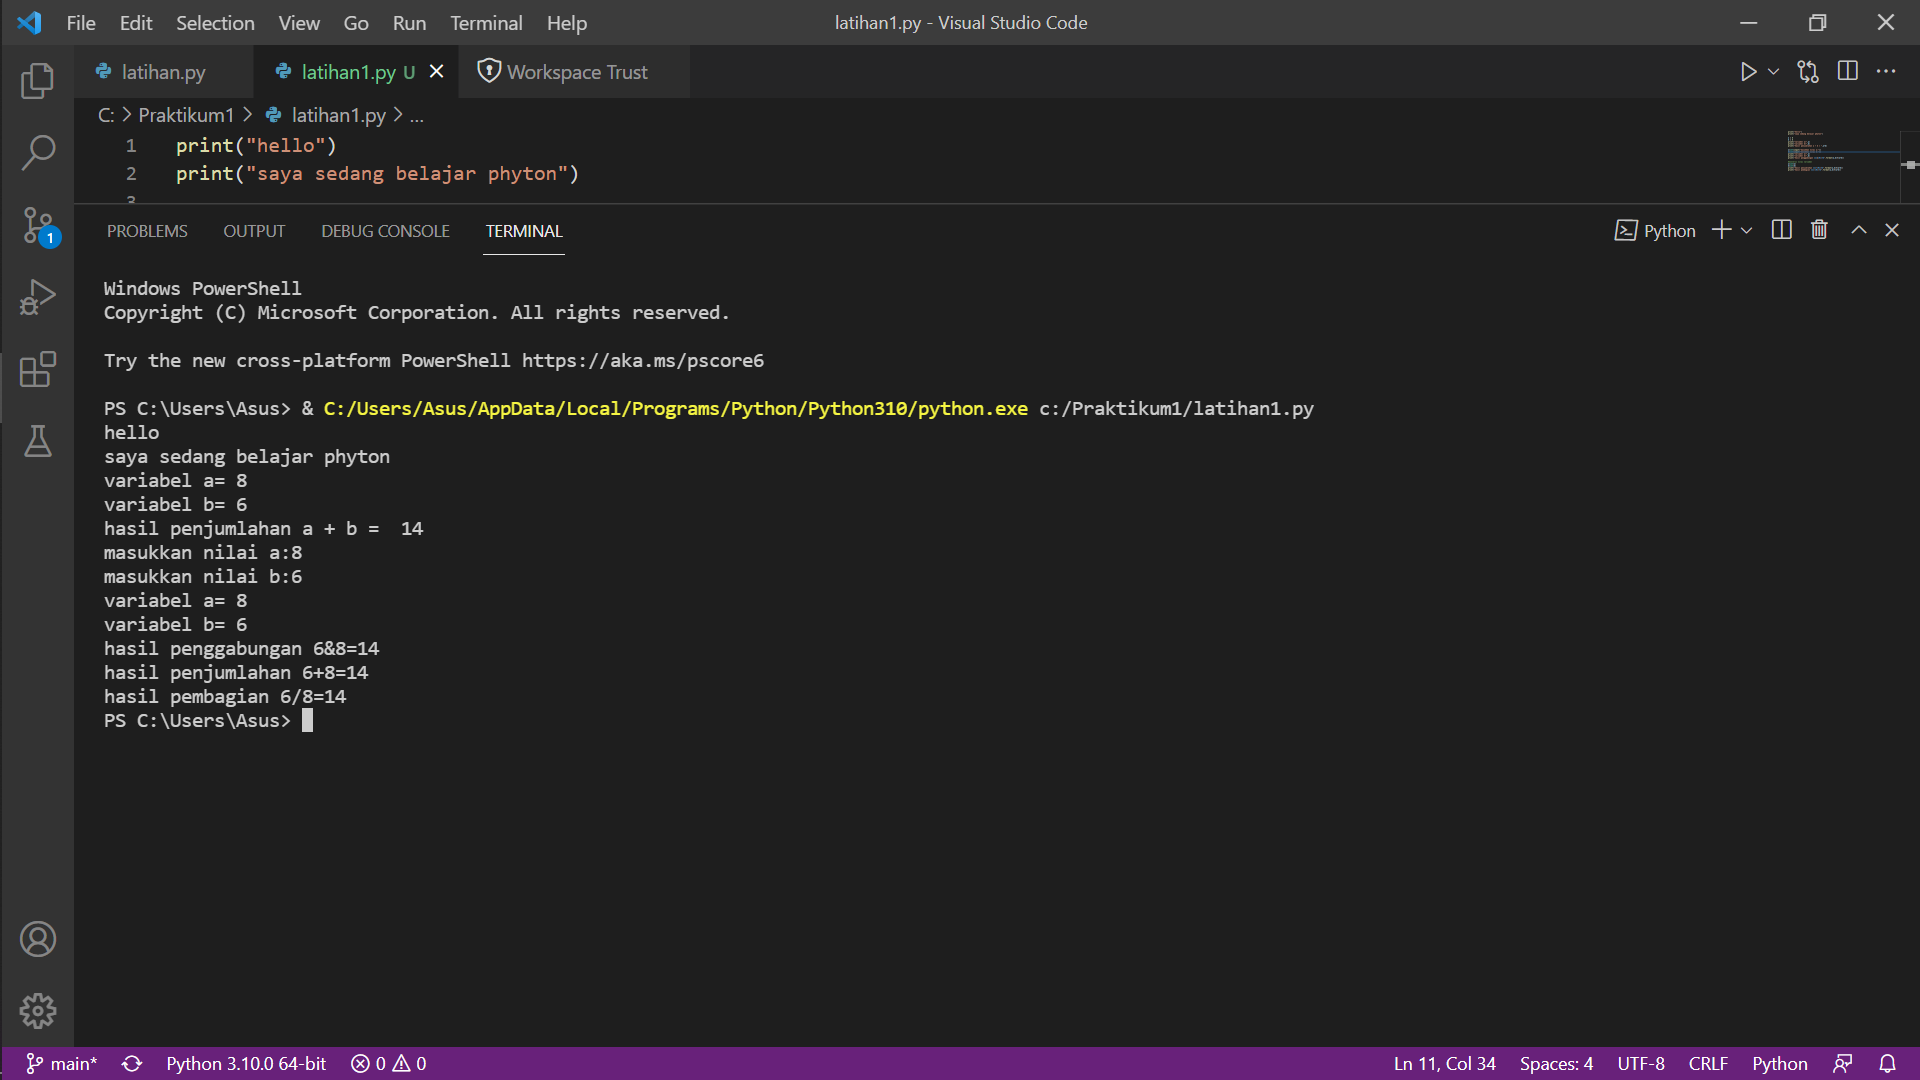 File Edit Selection View Go Run Terminal Help latihan1.py - Visual Studio Code
latihan.py latihan1.py U Workspace Trust
C: > Praktikum1 > latihan1.py > ...
1 print("hello")
2 print("saya sedang belajar phyton")
3
1
PROBLEMS OUTPUT DEBUG CONSOLE TERMINAL Python
Windows PowerShell
Copyright (C) Microsoft Corporation. All rights reserved.
Try the new cross-platform PowerShell https://aka.ms/pscore6
PS C:\Users\Asus> & C:/Users/Asus/AppData/Local/Programs/Python/Python310/python.exe c:/Praktikum1/latihan1.py
hello
saya sedang belajar phyton
variabel a= 8
variabel b= 6
hasil penjumlahan a + b =  14
masukkan nilai a:8
masukkan nilai b:6
variabel a= 8
variabel b= 6
hasil penggabungan 6&8=14
hasil penjumlahan 6+8=14
hasil pembagian 6/8=14
PS C:\Users\Asus>
main* Python 3.10.0 64-bit 0 0 Ln 11, Col 34 Spaces: 4 UTF-8 CRLF Python